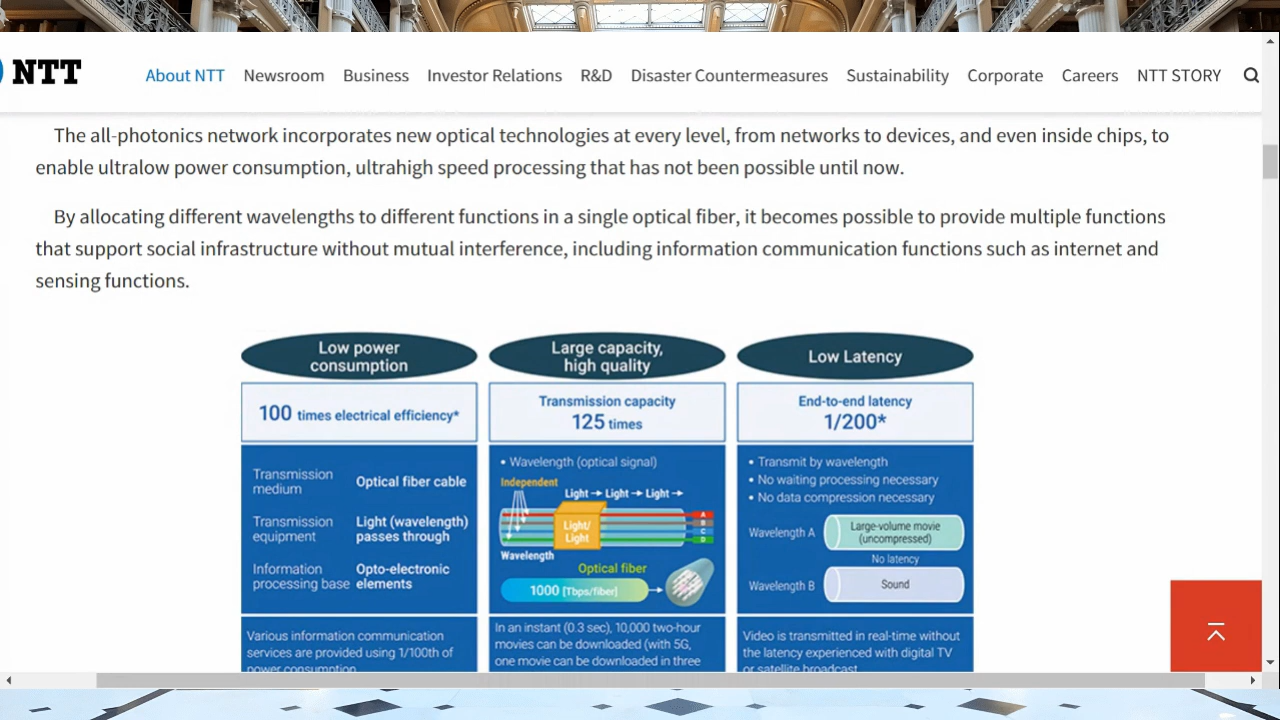 NTT
About NTT Newsroom Business Investor Relations R&D Disaster Countermeasures Sustainability Corporate Careers NTT STORY
The all-photonics network incorporates new optical technologies at every level, from networks to devices, and even inside chips, to
enable ultralow power consumption, ultrahigh speed processing that has not been possible until now.
By allocating different wavelengths to different functions in a single optical fiber, it becomes possible to provide multiple functions
that support social infrastructure without mutual interference, including information communication functions such as internet and
sensing functions.
Low power
consumption
100 times electrical efficiency*
Transmission
medium
Optical fiber cable
Transmission
equipment
Light (wavelength)
passes through
Information
processing base
Opto-electronic
elements
Various information communication
services are provided using 1/100th of
power consumption
Large capacity,
high quality
Transmission capacity
125 times
• Wavelength (optical signal)
Independent
Light → Light → Light →
Light/
Light
A
B
C
D
Wavelength
Optical fiber
1000 [Tbps/fiber]
In an instant (0.3 sec), 10,000 two-hour
movies can be downloaded (with 5G,
one movie can be downloaded in three
Low Latency
End-to-end latency
1/200*
• Transmit by wavelength
• No waiting processing necessary
• No data compression necessary
Wavelength A
Large-volume movie
(uncompressed)
No latency
Wavelength B
Sound
Video is transmitted in real-time without
the latency experienced with digital TV
or satellite broadcast